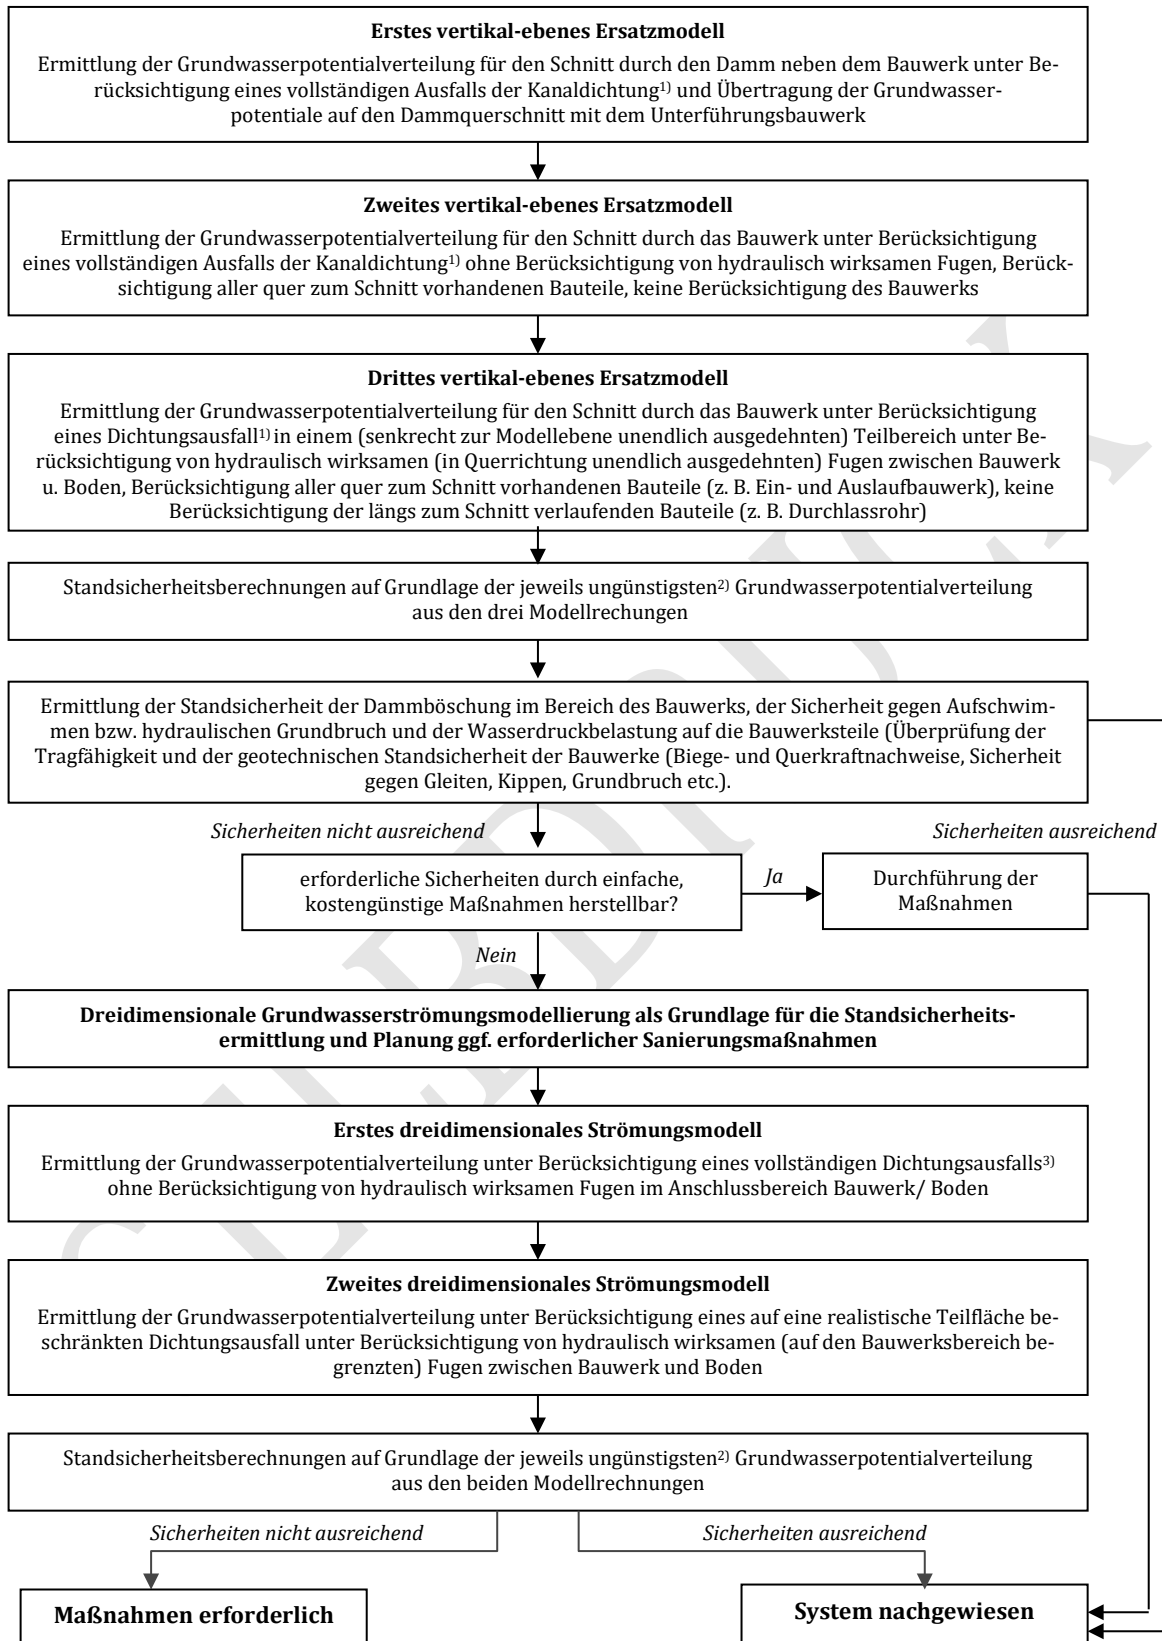 Erstes vertikal-ebenes Ersatzmodell
Ermittlung der Grundwasserpotentialverteilung für den Schnitt durch den Damm neben dem Bauwerk unter Be-
rücksichtigung eines vollständigen Ausfalls der Kanaldichtung1) und Übertragung der Grundwasser-
potentiale auf den Dammquerschnitt mit dem Unterführungsbauwerk
Zweites vertikal-ebenes Ersatzmodell
Ermittlung der Grundwasserpotentialverteilung für den Schnitt durch das Bauwerk unter Berücksichtigung
eines vollständigen Ausfalls der Kanaldichtung1) ohne Berücksichtigung von hydraulisch wirksamen Fugen, Berück-
sichtigung aller quer zum Schnitt vorhandenen Bauteile, keine Berücksichtigung des Bauwerks
Drittes vertikal-ebenes Ersatzmodell
Ermittlung der Grundwasserpotentialverteilung für den Schnitt durch das Bauwerk unter Berücksichtigung
eines Dichtungsausfall1) in einem (senkrecht zur Modellebene unendlich ausgedehnten) Teilbereich unter Be-
rücksichtigung von hydraulisch wirksamen (in Querrichtung unendlich ausgedehnten) Fugen zwischen Bauwerk
u. Boden, Berücksichtigung aller quer zum Schnitt vorhandenen Bauteile (z. B. Ein- und Auslaufbauwerk), keine
Berücksichtigung der längs zum Schnitt verlaufenden Bauteile (z. B. Durchlassrohr)
Standsicherheitsberechnungen auf Grundlage der jeweils ungünstigsten2) Grundwasserpotentialverteilung
aus den drei Modellrechungen
Ermittlung der Standsicherheit der Dammböschung im Bereich des Bauwerks, der Sicherheit gegen Aufschwim-
men bzw. hydraulischen Grundbruch und der Wasserdruckbelastung auf die Bauwerksteile (Überprüfung der
Tragfähigkeit und der geotechnischen Standsicherheit der Bauwerke (Biege- und Querkraftnachweise, Sicherheit
gegen Gleiten, Kippen, Grundbruch etc.).
Sicherheiten nicht ausreichend
Sicherheiten ausreichend
erforderliche Sicherheiten durch einfache,
kostengünstige Maßnahmen herstellbar?
Ja
Durchführung der
Maßnahmen
Nein
Dreidimensionale Grundwasserströmungsmodellierung als Grundlage für die Standsicherheits-
ermittlung und Planung ggf. erforderlicher Sanierungsmaßnahmen
Erstes dreidimensionales Strömungsmodell
Ermittlung der Grundwasserpotentialverteilung unter Berücksichtigung eines vollständigen Dichtungsausfalls3)
ohne Berücksichtigung von hydraulisch wirksamen Fugen im Anschlussbereich Bauwerk/ Boden
Zweites dreidimensionales Strömungsmodell
Ermittlung der Grundwasserpotentialverteilung unter Berücksichtigung eines auf eine realistische Teilfläche be-
schränkten Dichtungsausfall unter Berücksichtigung von hydraulisch wirksamen (auf den Bauwerksbereich be-
grenzten) Fugen zwischen Bauwerk und Boden
Standsicherheitsberechnungen auf Grundlage der jeweils ungünstigsten2) Grundwasserpotentialverteilung
aus den beiden Modellrechnungen
Sicherheiten nicht ausreichend
Sicherheiten ausreichend
Maßnahmen erforderlich
System nachgewiesen